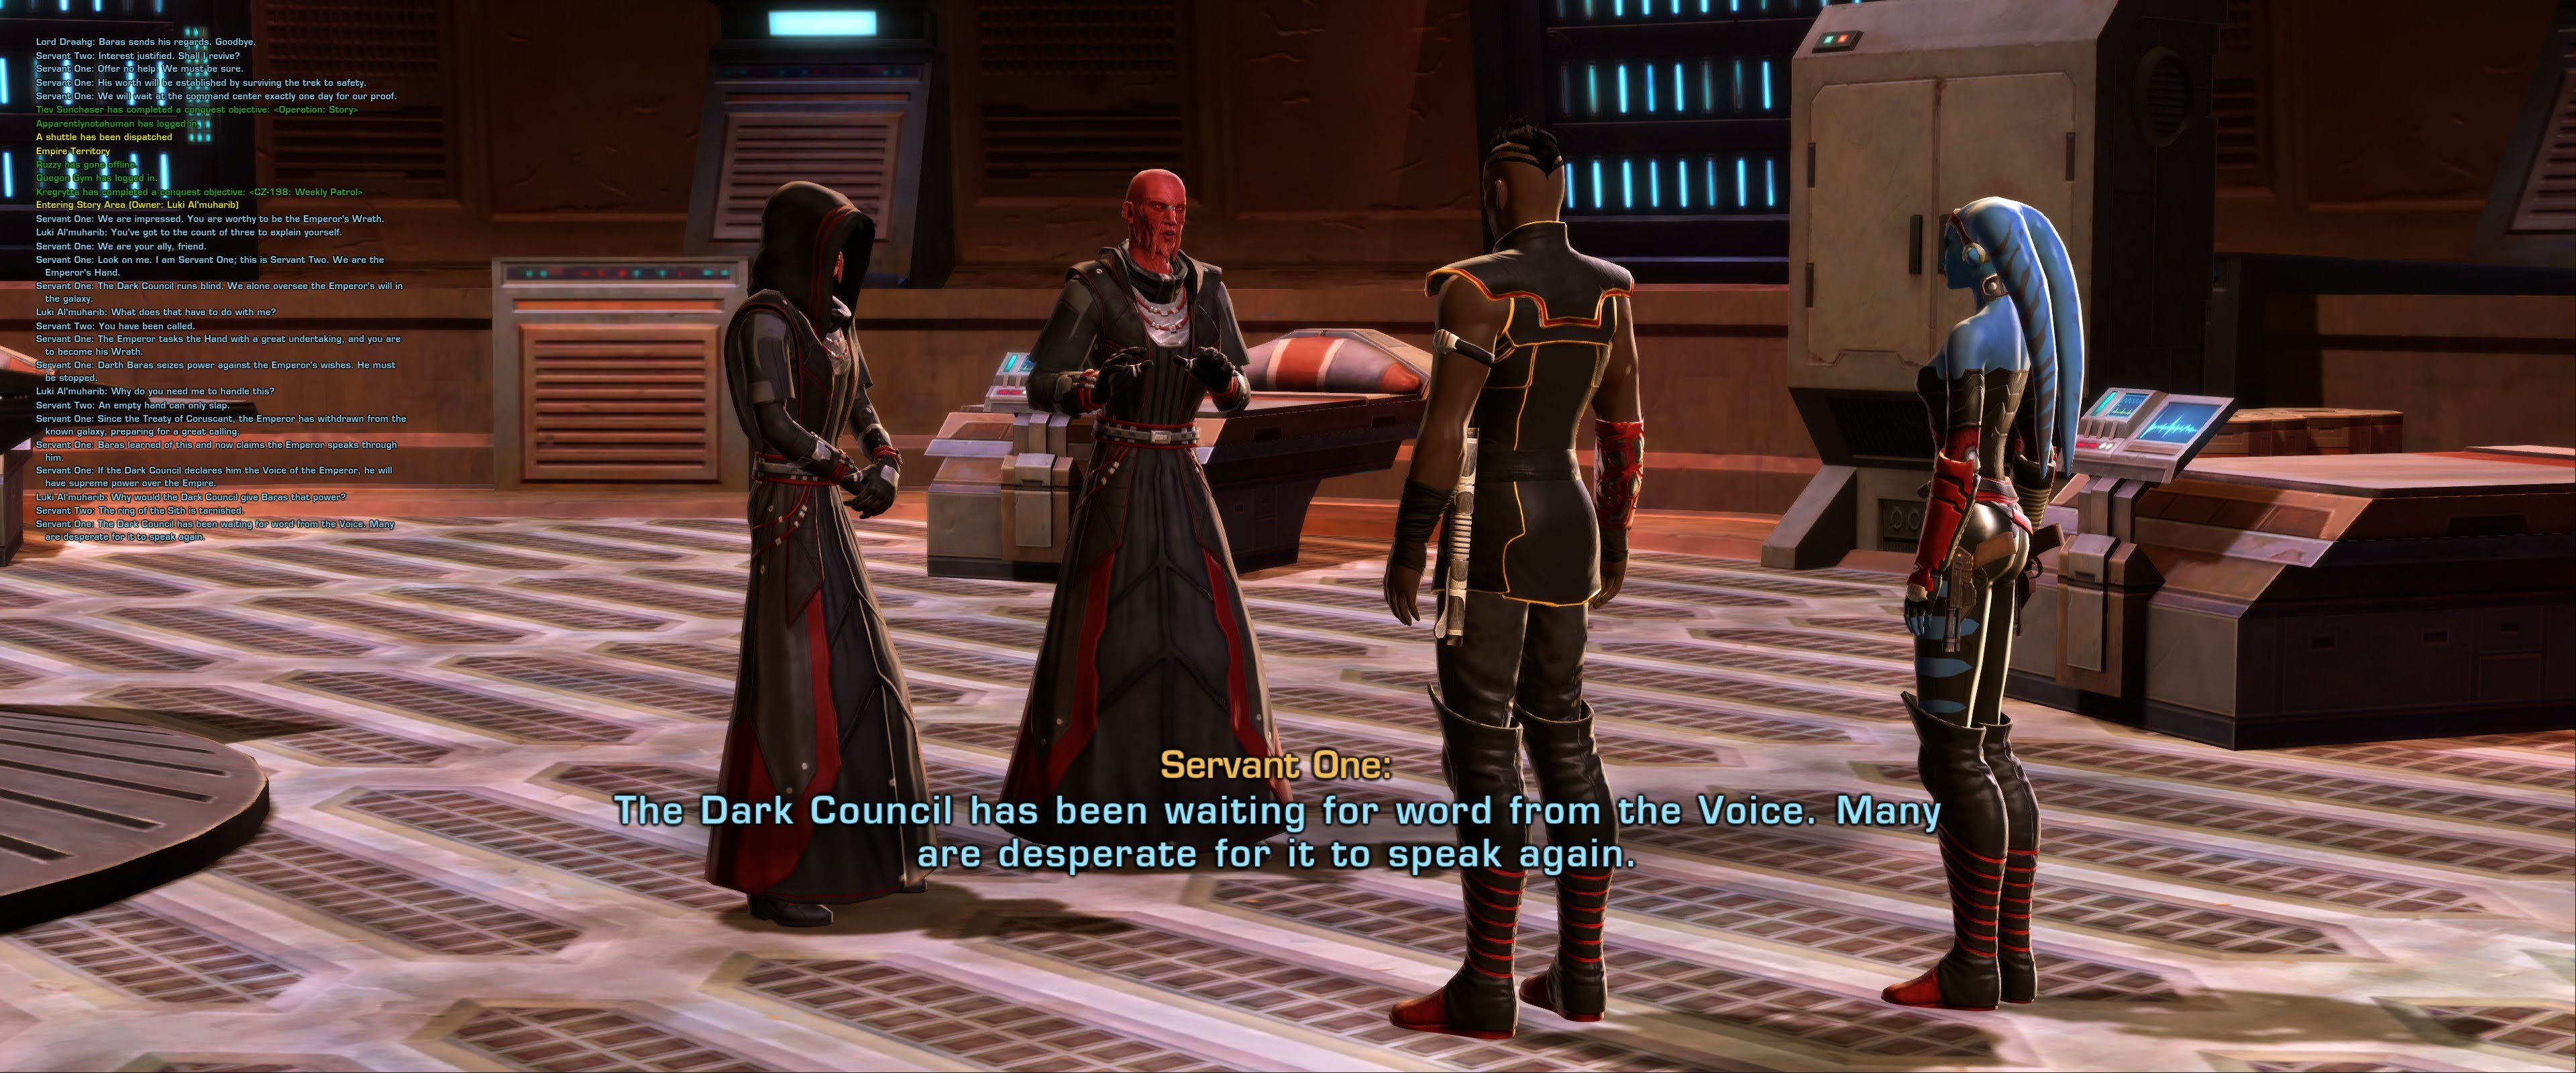 Lord Draahg: Baras sends his regards. Goodbye.
Servant Two: Interest justified. Shall I revive?
Servant One: Offer no help. We must be sure.
Servant One: His worth will be established by surviving the trek to safety.
Servant One: We will wait at the command center exactly one day for our proof.
Tiev Sunchaser has completed a conquest objective: <Operation: Story>
Apparentlynotahuman has logged in.
A shuttle has been dispatched
Empire Territory
Ruzzy has gone offline.
Quegon Gym has logged in.
Kregrytta has completed a conquest objective: <CZ-198: Weekly Patrol>
Entering Story Area (Owner: Luki Al'muharib)
Servant One: We are impressed. You are worthy to be the Emperor's Wrath.
Luki Al'muharib: You've got to the count of three to explain yourself.
Servant One: We are your ally, friend.
Servant One: Look on me. I am Servant One; this is Servant Two. We are the
Emperor's Hand.
Servant One: The Dark Council runs blind. We alone oversee the Emperor's will in
the galaxy.
Luki Al'muharib: What does that have to do with me?
Servant Two: You have been called.
Servant One: The Emperor tasks the Hand with a great undertaking, and you are
to become his Wrath.
Servant One: Darth Baras seizes power against the Emperor's wishes. He must
be stopped.
Luki Al'muharib: Why do you need me to handle this?
Servant Two: An empty hand can only slap.
Servant One: Since the Treaty of Coruscant, the Emperor has withdrawn from the
known galaxy, preparing for a great calling.
Servant One: Baras learned of this and now claims the Emperor speaks through
him.
Servant One: If the Dark Council declares him the Voice of the Emperor, he will
have supreme power over the Empire.
Luki Al'muharib: Why would the Dark Council give Baras that power?
Servant Two: The ring of the Sith is tarnished.
Servant One: The Dark Council has been waiting for word from the Voice. Many
are desperate for it to speak again.
Servant One:
The Dark Council has been waiting for word from the Voice. Many
are desperate for it to speak again.